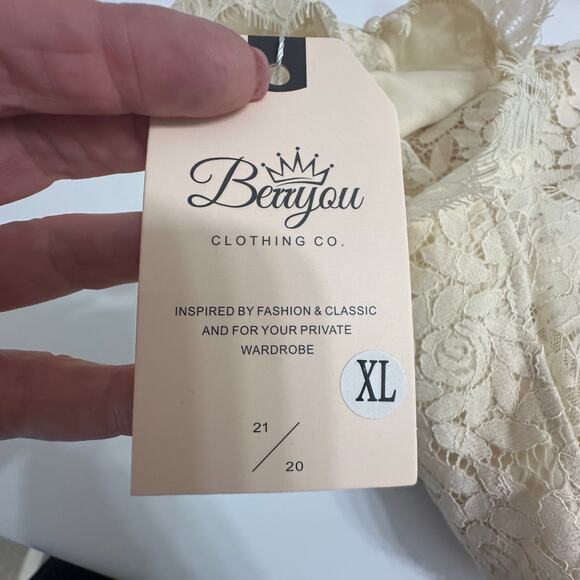 Berryou
CLOTHING CO.
INSPIRED BY FASHION & CLASSIC
AND FOR YOUR PRIVATE
WARDROBE
XL
21
20